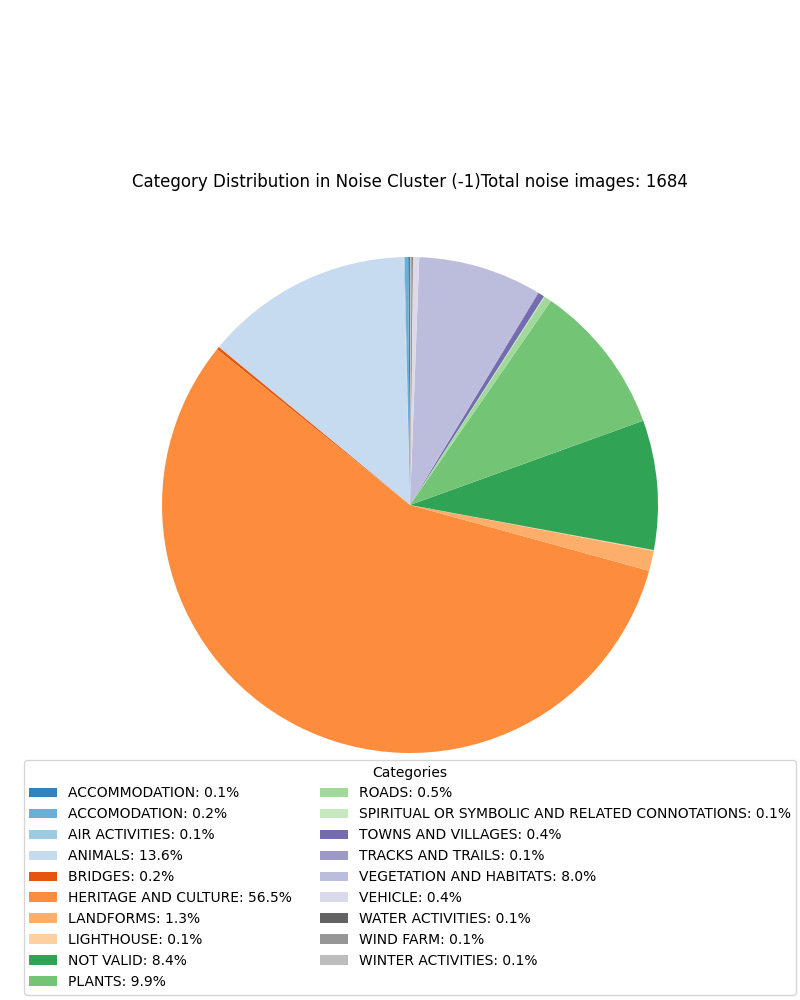 Category Distribution in Noise Cluster (-1)Total noise images: 1684
Categories
ACCOMMODATION: 0.1%
ACCOMODATION: 0.2%
AIR ACTIVITIES: 0.1%
ANIMALS: 13.6%
BRIDGES: 0.2%
HERITAGE AND CULTURE: 56.5%
LANDFORMS: 1.3%
LIGHTHOUSE: 0.1%
NOT VALID: 8.4%
PLANTS: 9.9%
ROADS: 0.5%
SPIRITUAL OR SYMBOLIC AND RELATED CONNOTATIONS: 0.1%
TOWNS AND VILLAGES: 0.4%
TRACKS AND TRAILS: 0.1%
VEGETATION AND HABITATS: 8.0%
VEHICLE: 0.4%
WATER ACTIVITIES: 0.1%
WIND FARM: 0.1%
WINTER ACTIVITIES: 0.1%